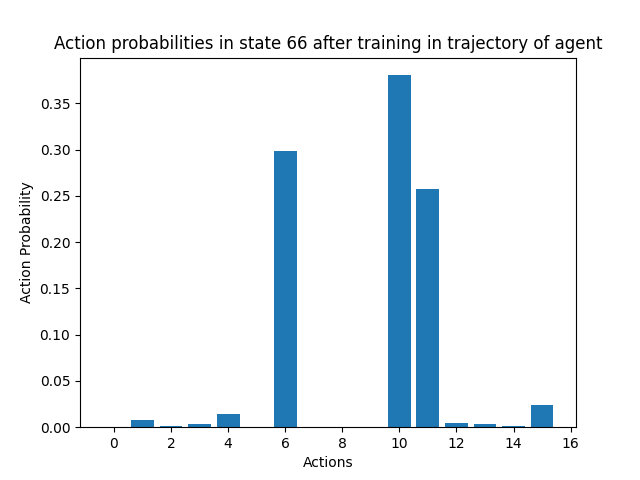 Action probabilities in state 66 after training in trajectory of agent
0.35
0.30
0.25
0.20
0.15
0.10
0.05
0.00
Action Probability
0 2 4 6 8 10 12 14 16
Actions